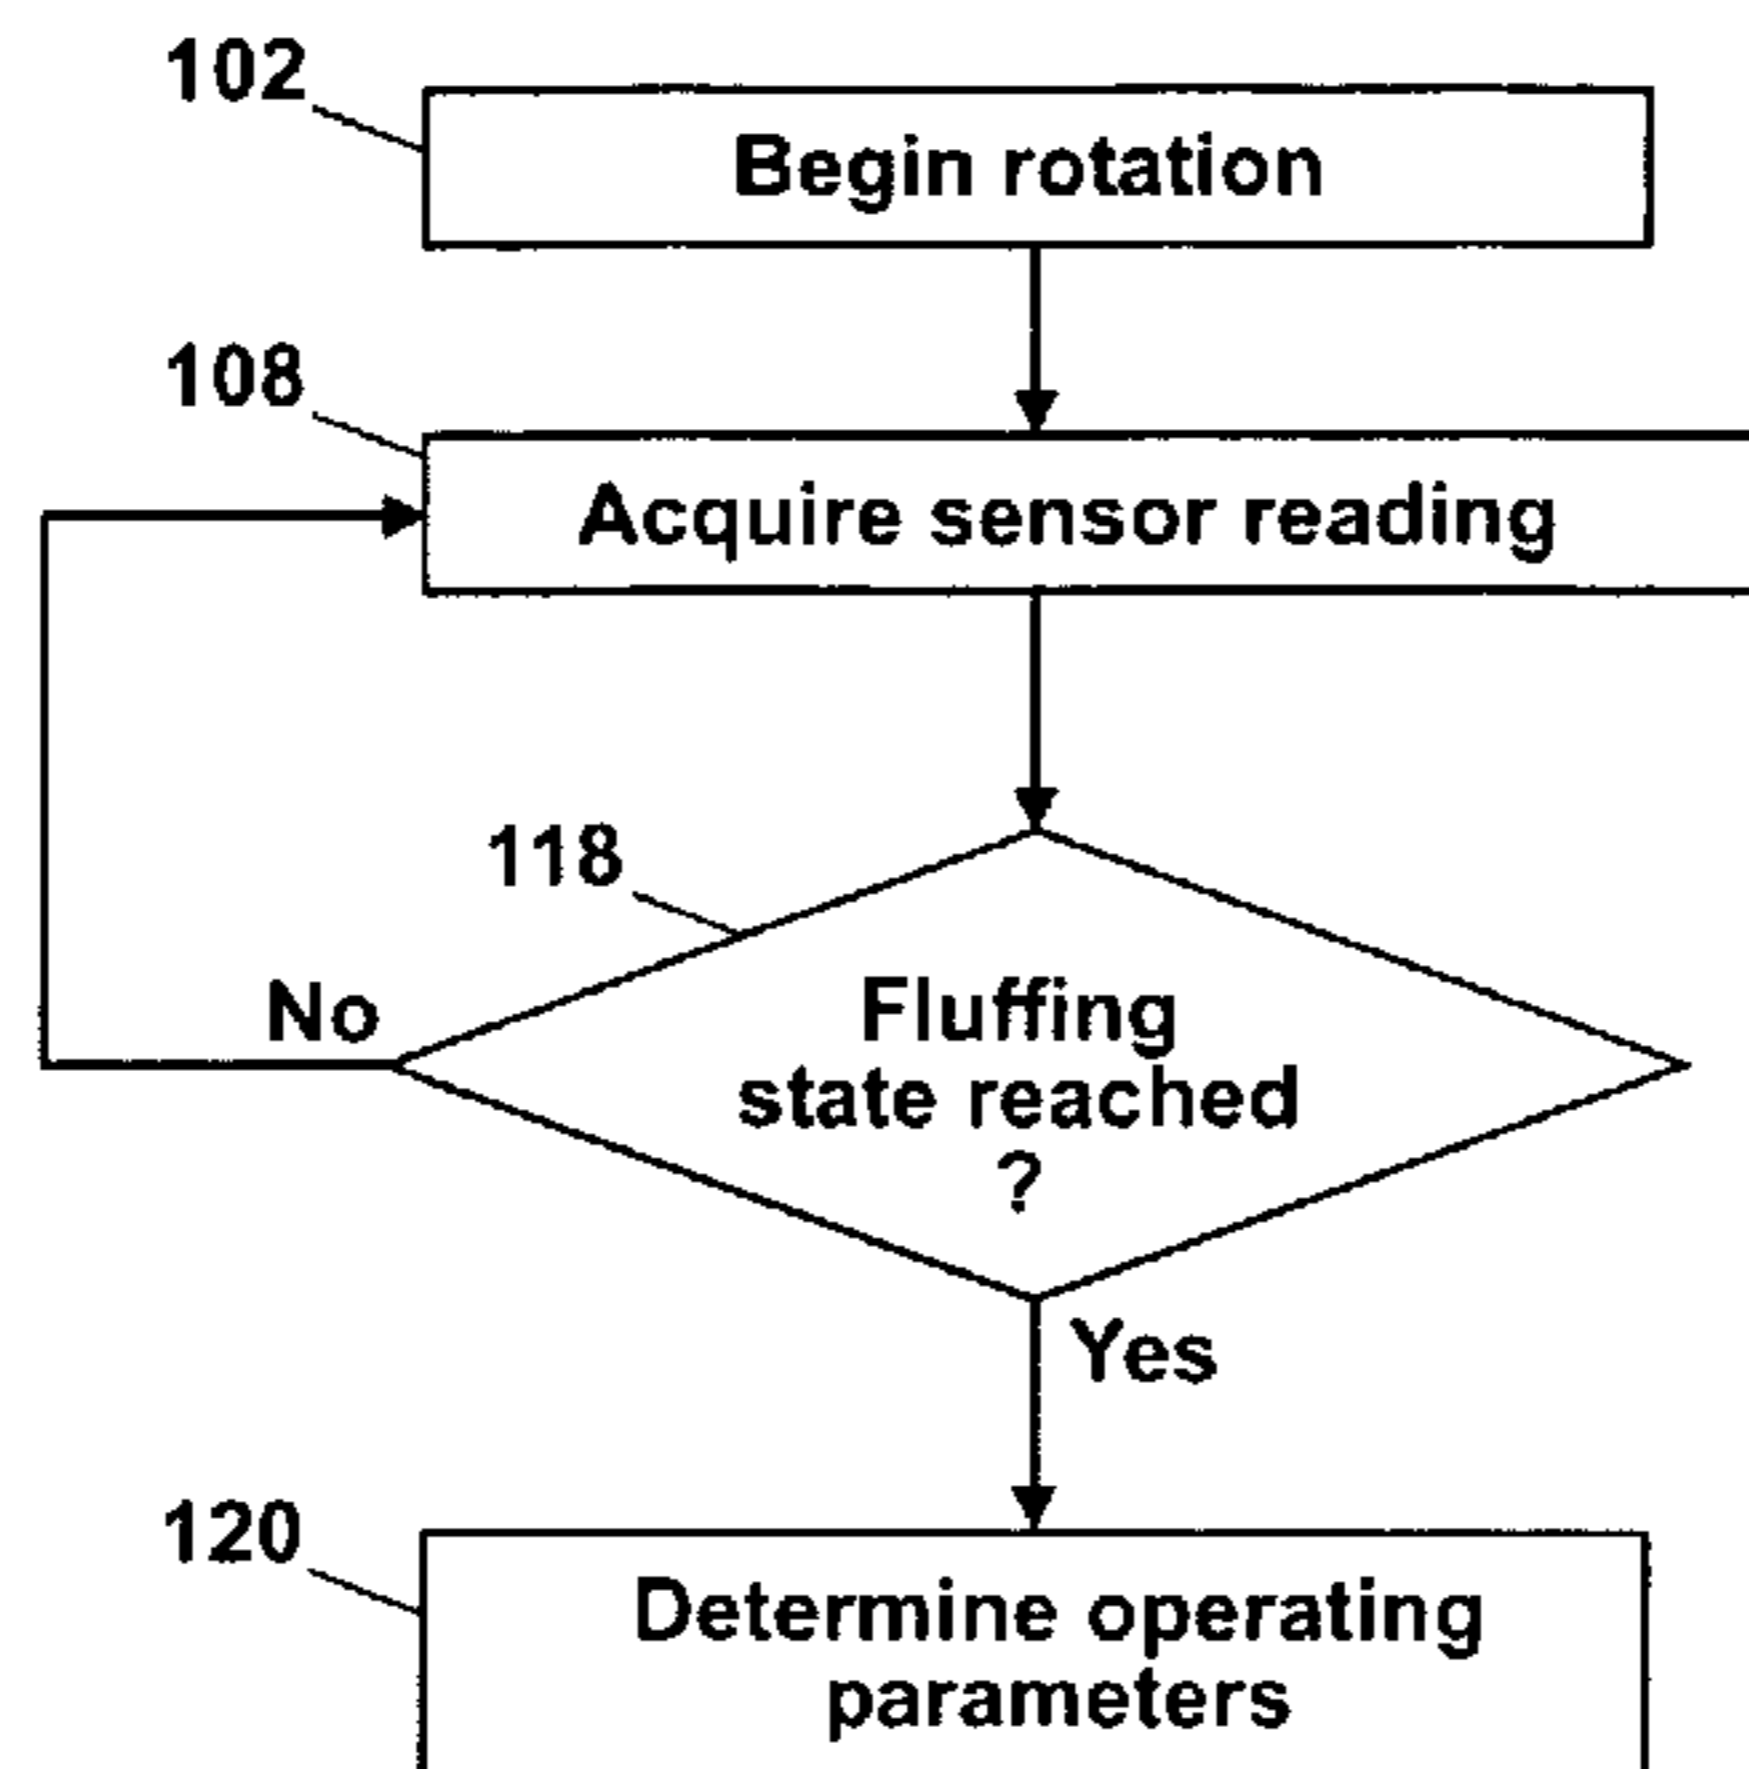 102
Begin rotation
108
Acquire sensor reading
118
No
Fluffing
state reached
?
Yes
120
Determine operating
parameters